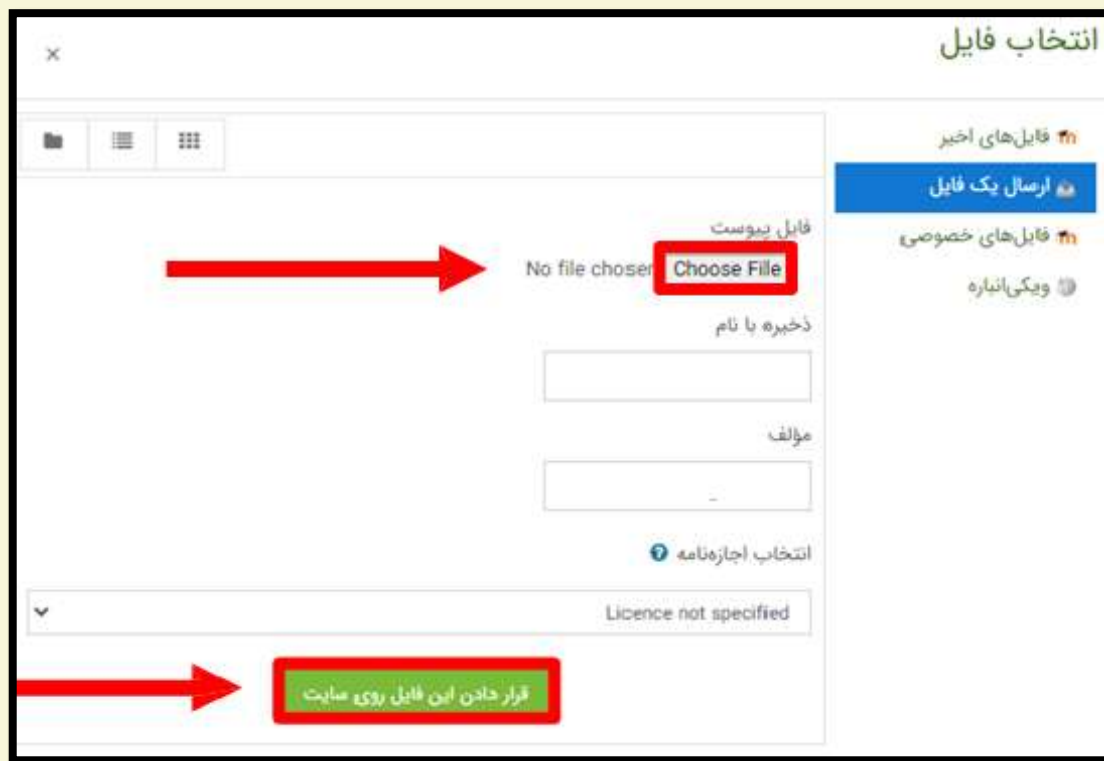 انتخاب فایل
×
فایل‌های اخیر
ارسال یک فایل
فایل‌های خصوصی
ویکی‌انباره
فایل پیوست
Choose File No file chosen
ذخیره با نام
مؤلف
انتخاب اجازه‌نامه
Licence not specified
قرار دادن این فایل روی سایت